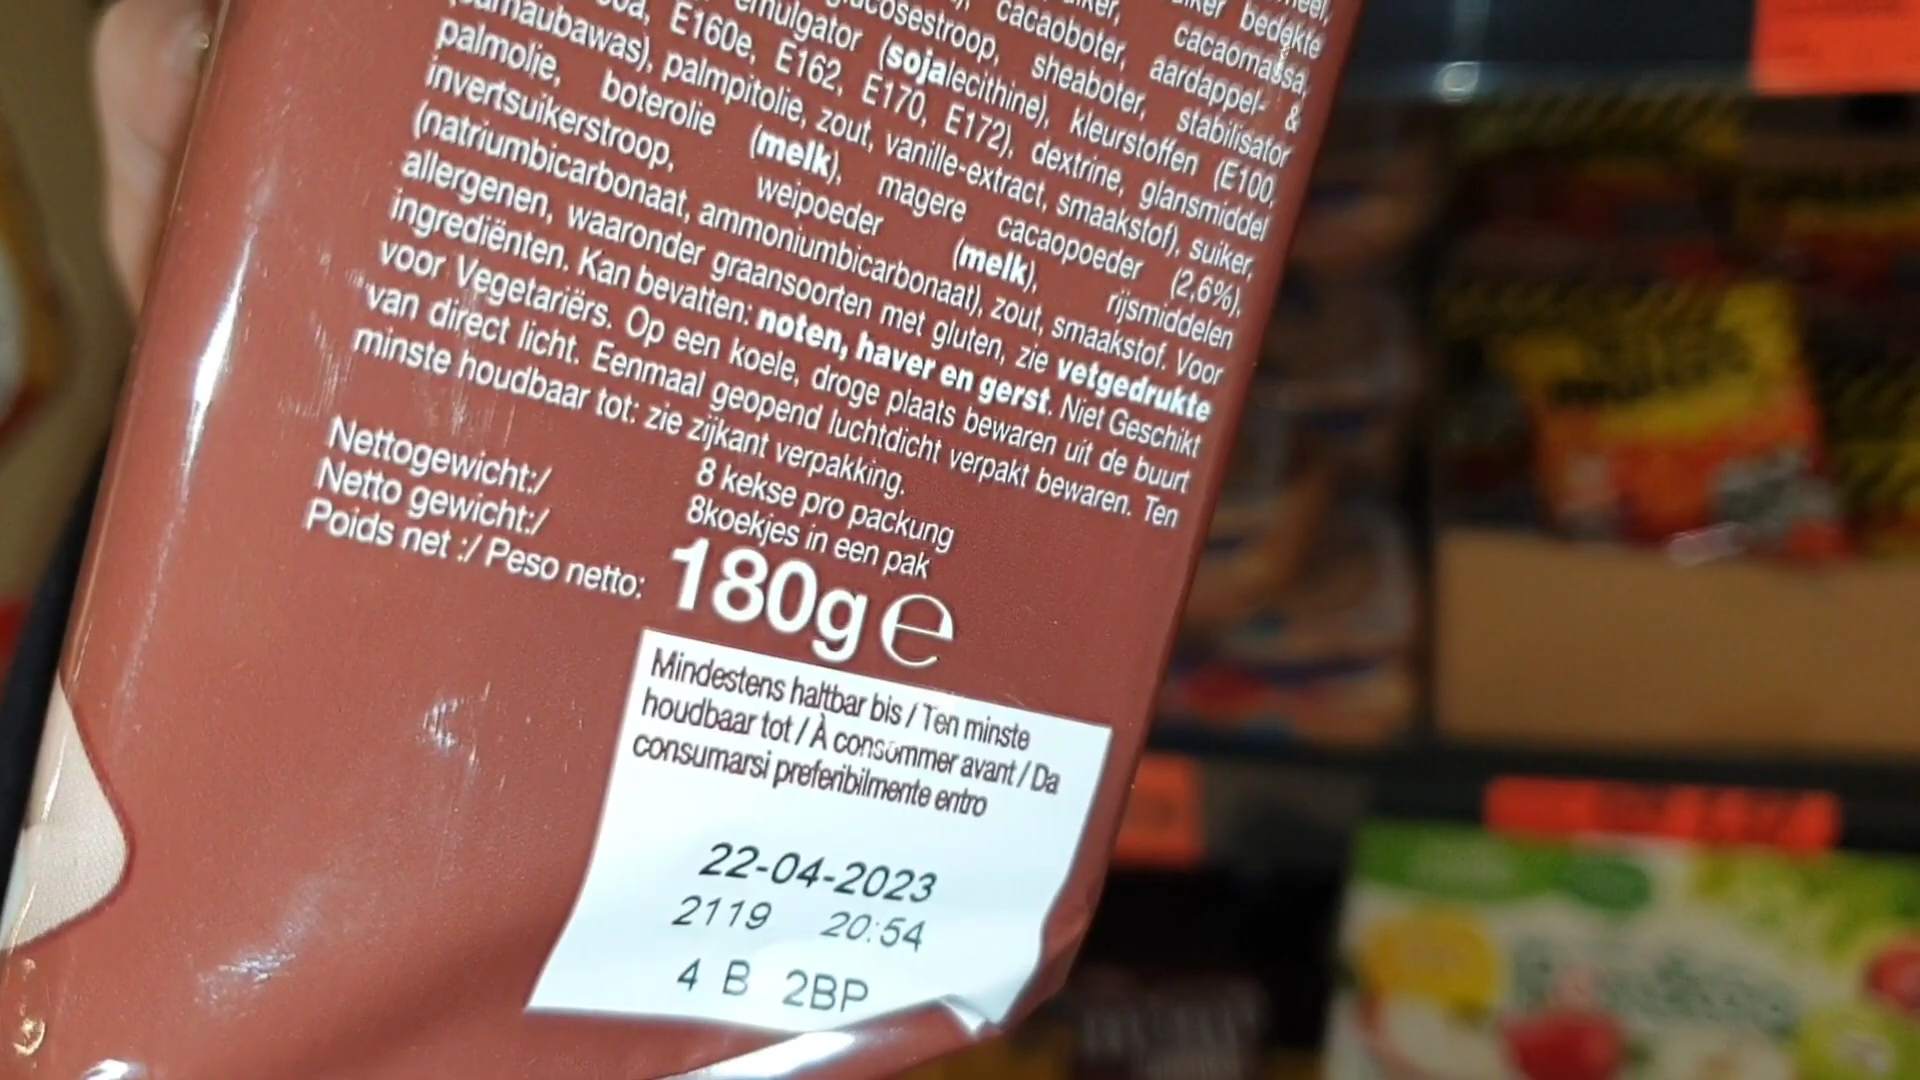 bedekte
cacaomassa,
cacaoboter, aardappel- &
glucosestroop, sheaboter, stabilisator
emulgator (sojalecithine), kleurstoffen (E100,
E160e, E162, E170, E172), dextrine, glansmiddel
palmpitolie, zout, vanille-extract, smaakstof), suiker,
palmolie, boterolie (melk), magere cacaopoeder (2,6%),
invertsuikerstroop, weipoeder (melk), rijsmiddelen
(natriumbicarbonaat, ammoniumbicarbonaat), zout, smaakstof. Voor
allergenen, waaronder graansoorten met gluten, zie vetgedrukte
ingrediënten. Kan bevatten: noten, haver en gerst. Niet Geschikt
voor Vegetariërs. Op een koele, droge plaats bewaren uit de buurt
van direct licht. Eenmaal geopend luchtdicht verpakt bewaren. Ten
minste houdbaar tot: zie zijkant verpakking.
Nettogewicht:/ 8 kekse pro packung
Netto gewicht:/ 8koekjes in een pak
Poids net :/ Peso netto: 180g e
Mindestens haltbar bis / Ten minste
houdbaar tot / À consommer avant / Da
consumarsi preferibilmente entro
22-04-2023
2119 20:54
4 B 2BP